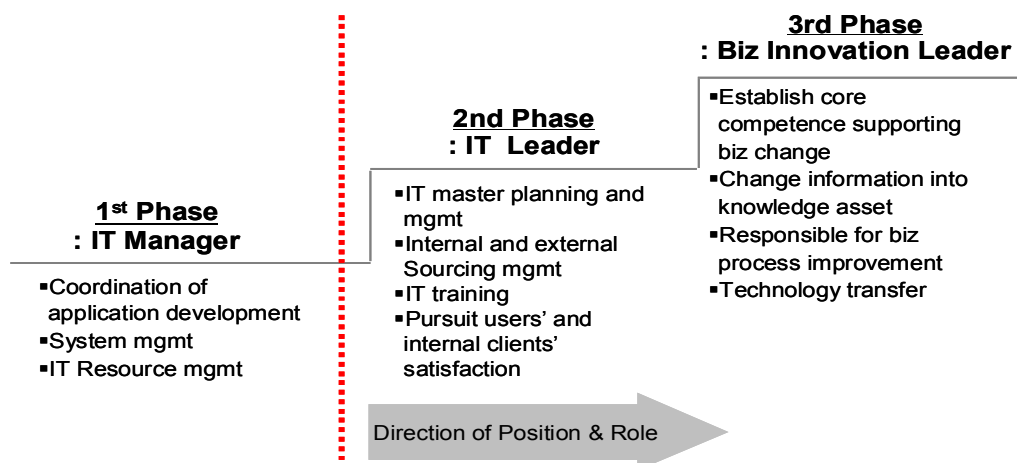 1st Phase
: IT Manager
▪Coordination of
application development
▪System mgmt
▪IT Resource mgmt
2nd Phase
: IT Leader
▪IT master planning and
mgmt
▪Internal and external
Sourcing mgmt
▪IT training
▪Pursuit users' and
internal clients'
satisfaction
3rd Phase
: Biz Innovation Leader
▪Establish core
competence supporting
biz change
▪Change information into
knowledge asset
▪Responsible for biz
process improvement
▪Technology transfer
Direction of Position & Role